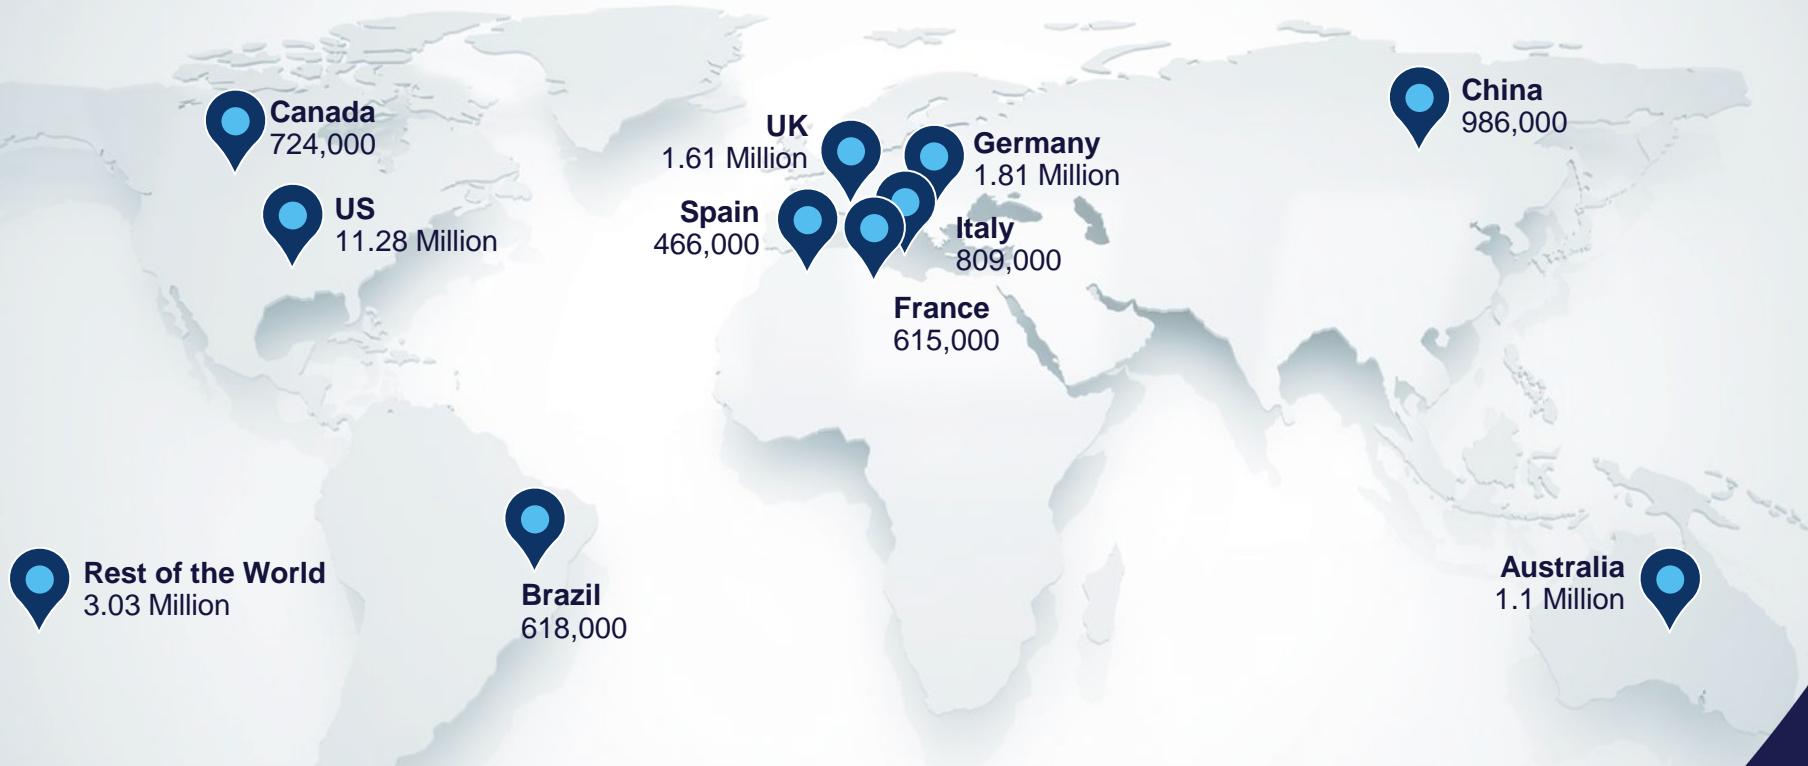 Canada
724,000
US
11.28 Million
UK
1.61 Million
Germany
1.81 Million
Spain
466,000
Italy
809,000
France
615,000
China
986,000
Rest of the World
3.03 Million
Brazil
618,000
Australia
1.1 Million